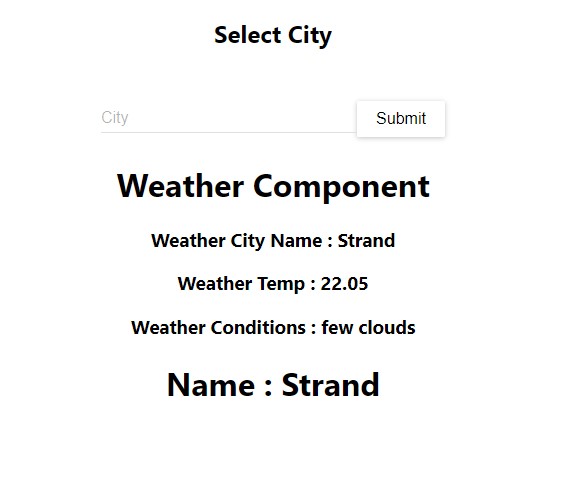 Select City
City
Submit
Weather Component
Weather City Name : Strand
Weather Temp : 22.05
Weather Conditions : few clouds
Name : Strand